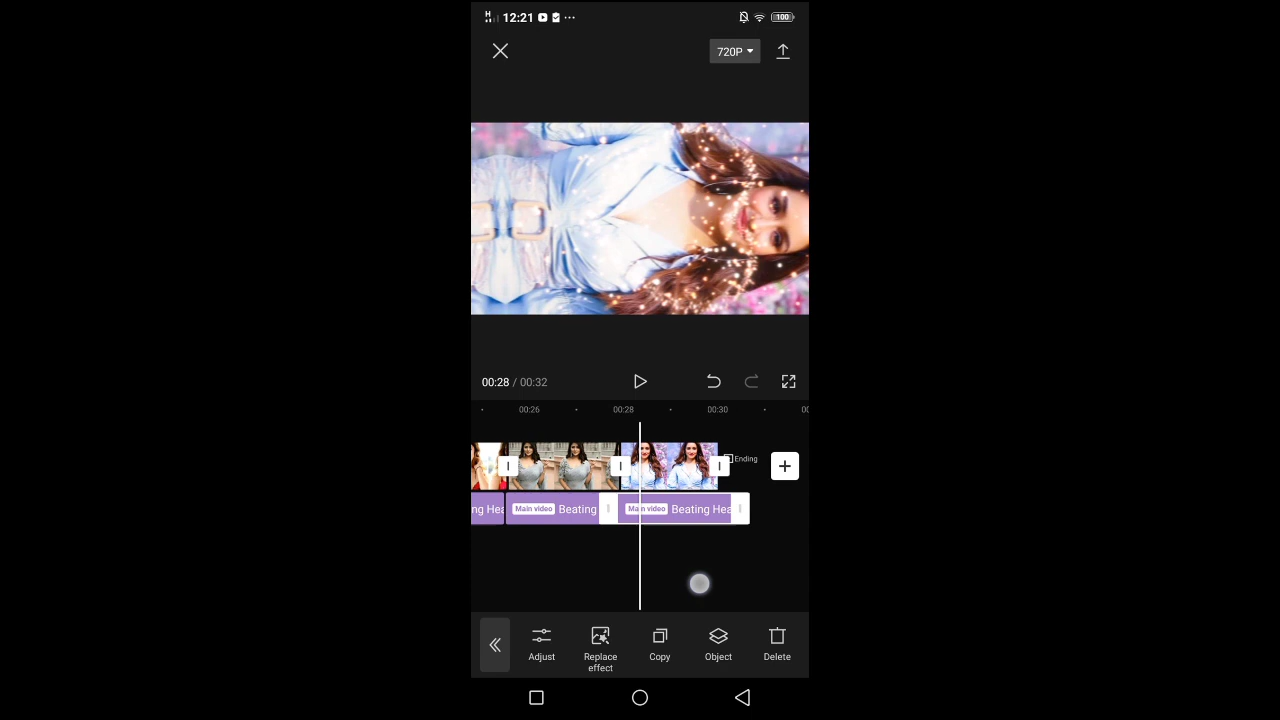 H 12:21 ... 100
720P
00:28 / 00:32
00:26 00:28 00:30 00
Ending
ng Hea Main video Beating Main video Beating Hea
Adjust Replace effect Copy Object Delete